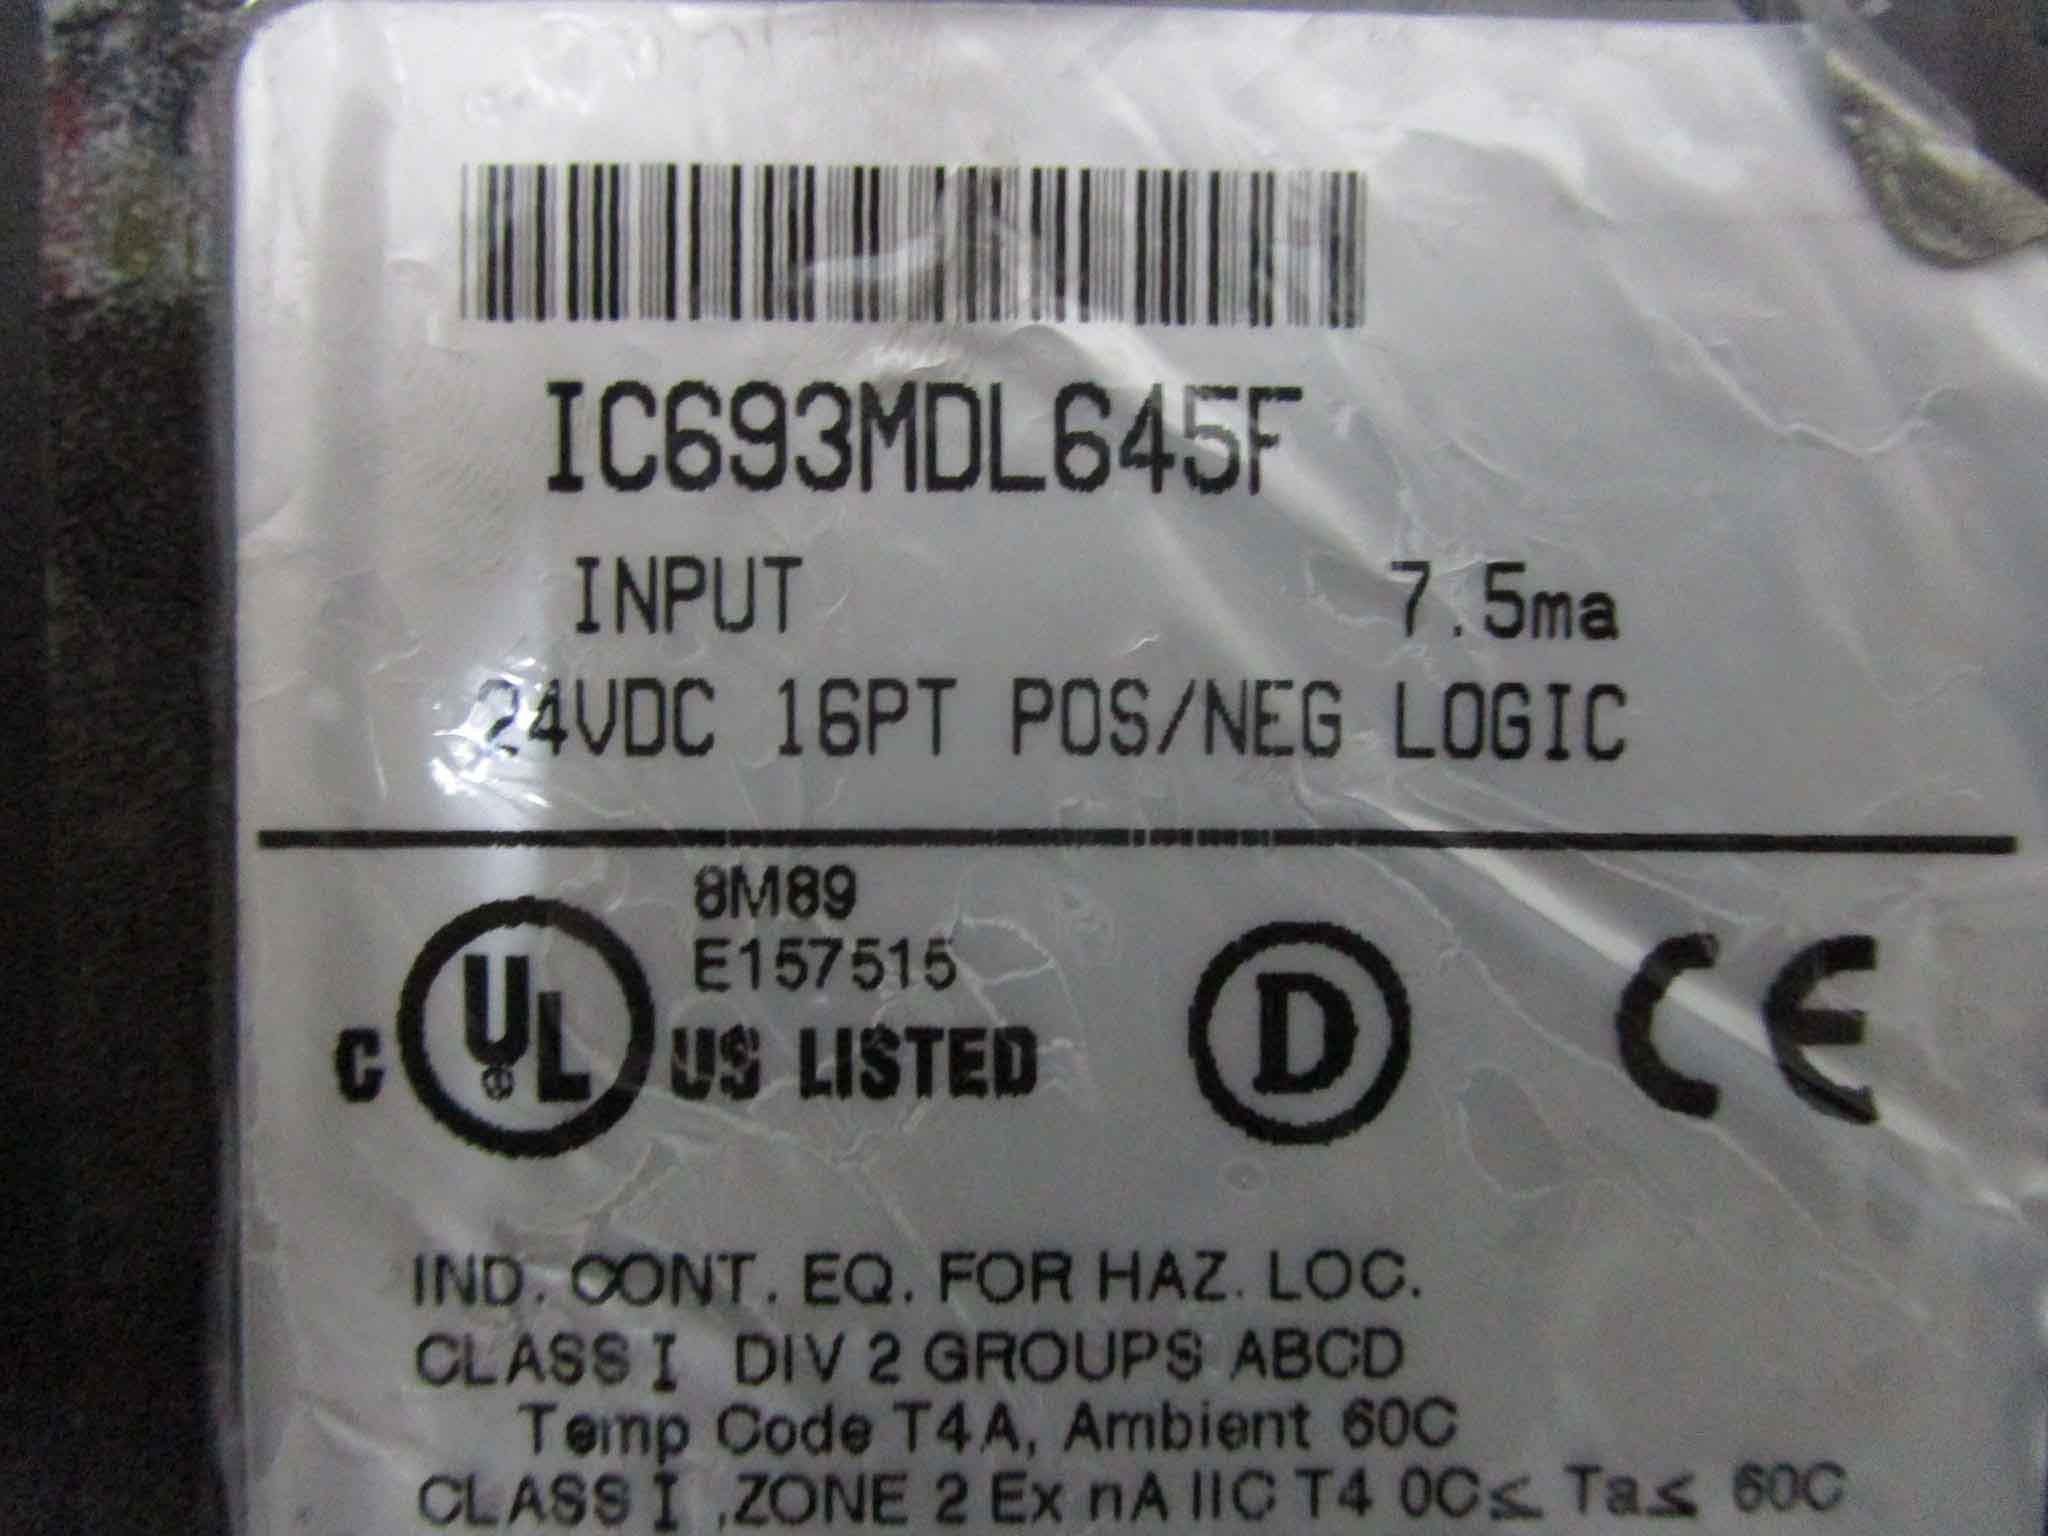 IC693MDL645F
INPUT 7.5ma
24VDC 16PT POS/NEG LOGIC
8M89
E157515
C UL US LISTED D CE
IND. CONT. EQ. FOR HAZ. LOC.
CLASS I DIV 2 GROUPS ABCD
Temp Code T4A, Ambient 60C
CLASS I ,ZONE 2 Ex nA IIC T4 0C≤ Ta≤ 60C